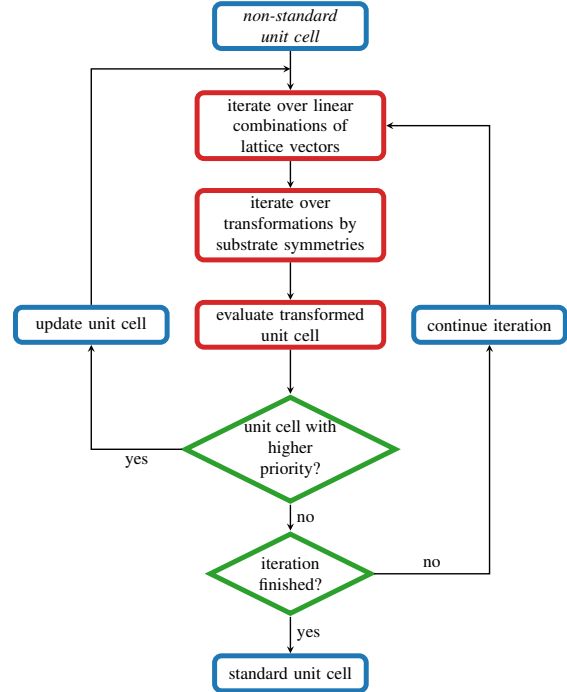 non-standard
unit cell
iterate over linear
combinations of
lattice vectors
iterate over
transformations by
substrate symmetries
evaluate transformed
unit cell
update unit cell
continue iteration
unit cell with
higher
priority?
yes
no
iteration
finished?
no
yes
standard unit cell